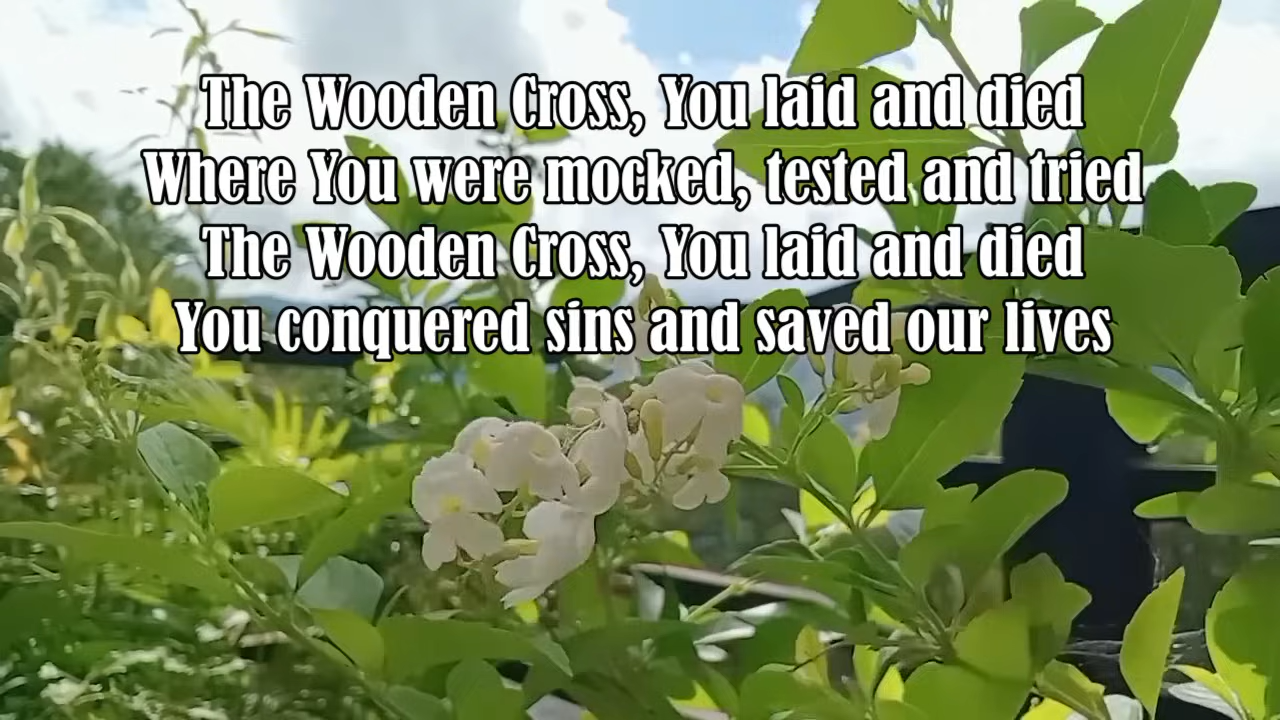 The Wooden Cross, You laid and died
Where You were mocked, tested and tried
The Wooden Cross, You laid and died
You conquered sins and saved our lives